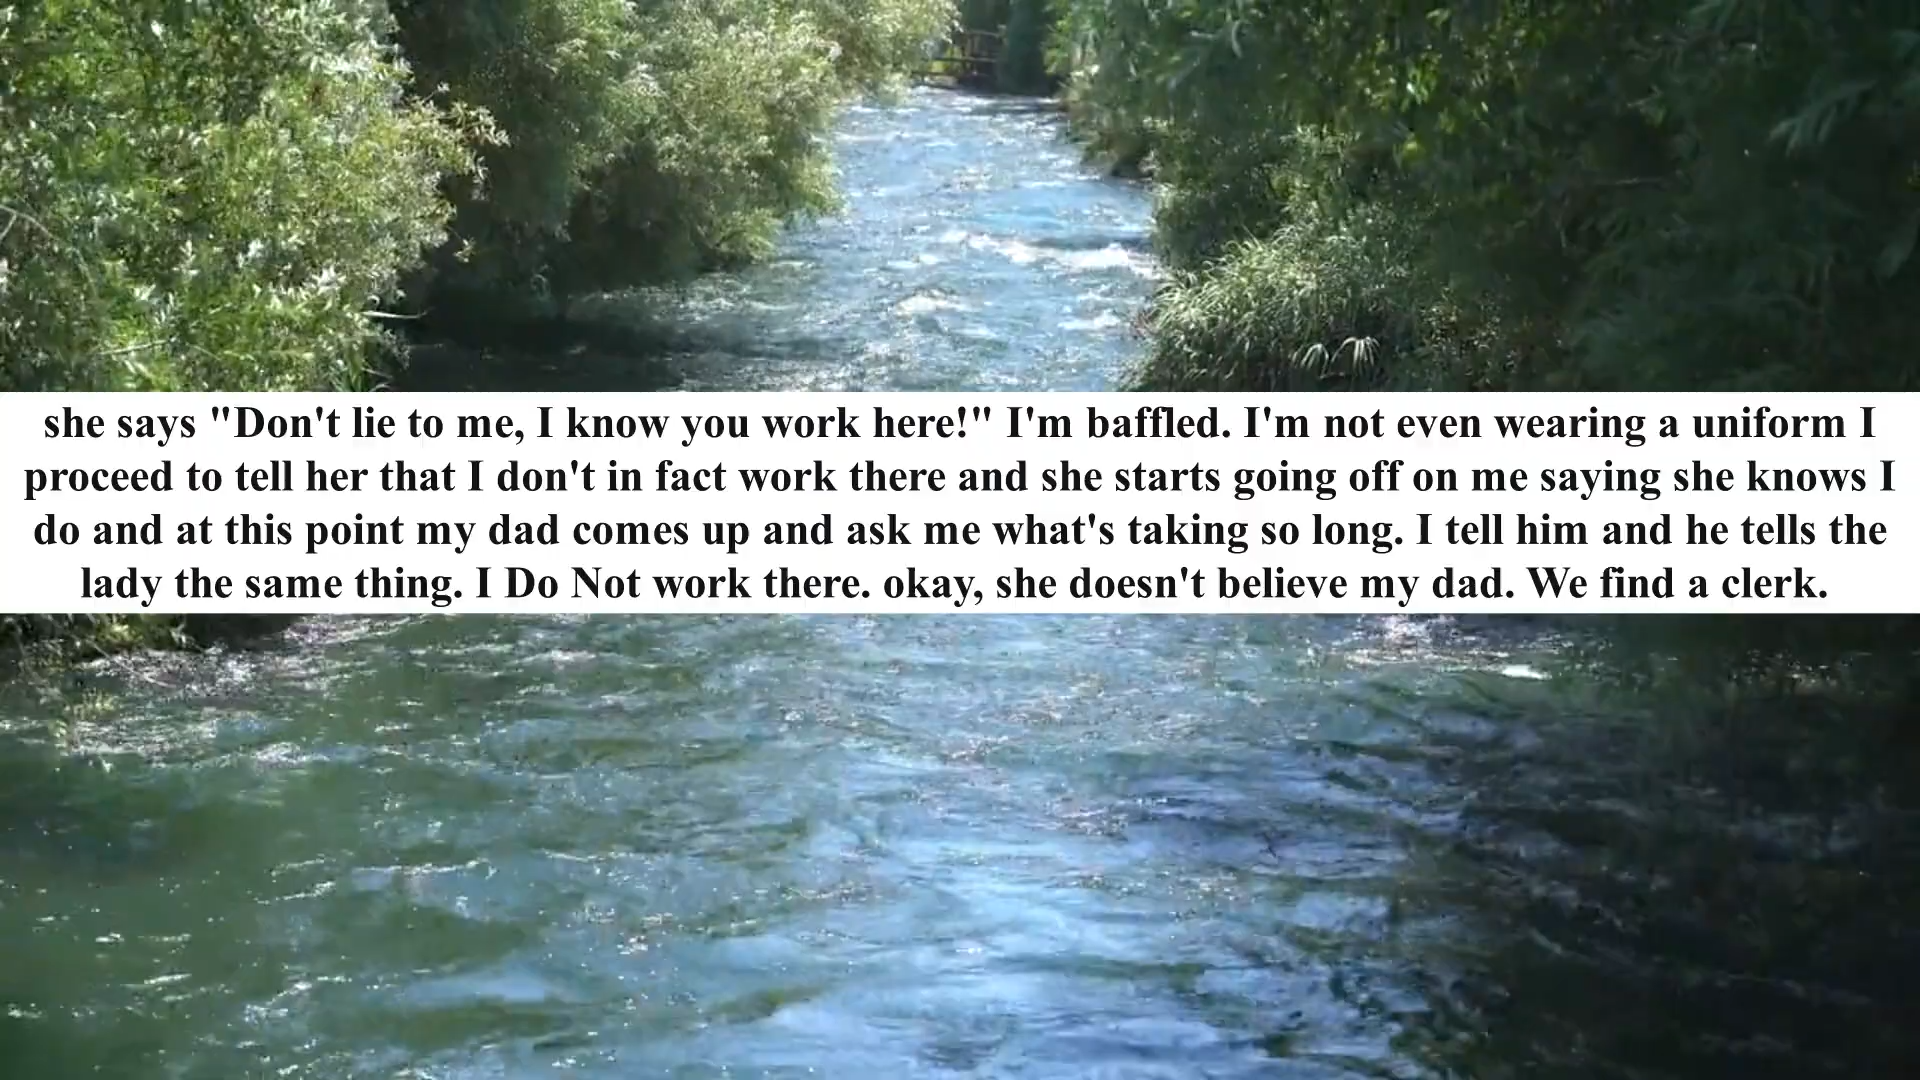 she says "Don't lie to me, I know you work here!" I'm baffled. I'm not even wearing a uniform I
proceed to tell her that I don't in fact work there and she starts going off on me saying she knows I
do and at this point my dad comes up and ask me what's taking so long. I tell him and he tells the
lady the same thing. I Do Not work there. okay, she doesn't believe my dad. We find a clerk.